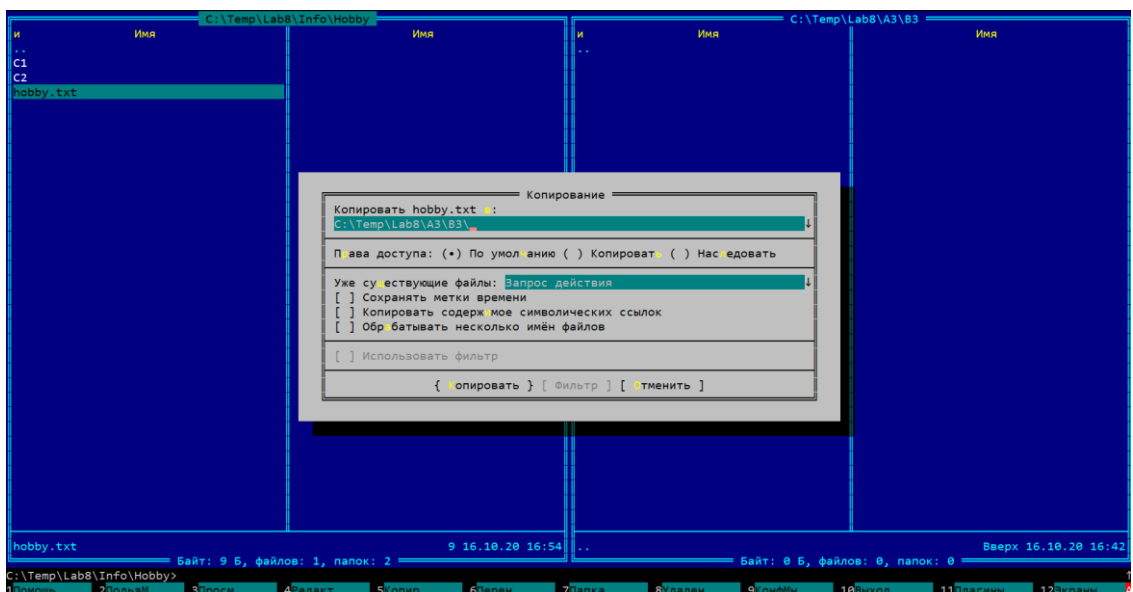 C:\Temp\Lab8\Info\Hobby
C:\Temp\Lab8\A3\B3
и Имя Имя и Имя Имя
.. ..
C1
C2
hobby.txt
Копирование
Копировать hobby.txt в:
C:\Temp\Lab8\A3\B3\ ↓
Права доступа: (•) По умолчанию ( ) Копировать ( ) Наследовать
Уже существующие файлы: Запрос действия ↓
[ ] Сохранять метки времени
[ ] Копировать содержимое символических ссылок
[ ] Обрабатывать несколько имён файлов
[ ] Использовать фильтр
{ Копировать } [ Фильтр ] [ Отменить ]
hobby.txt 9 16.10.20 16:54 .. Вверх 16.10.20 16:42
Байт: 9 Б, файлов: 1, папок: 2 Байт: 0 Б, файлов: 0, папок: 0
C:\Temp\Lab8\Info\Hobby> ↑
1Помощь 2ПользМ 3Просм 4Редакт 5Копир 6Перен 7Папка 8Удален 9КонфМн 10Выход 11Плагины 12Экраны